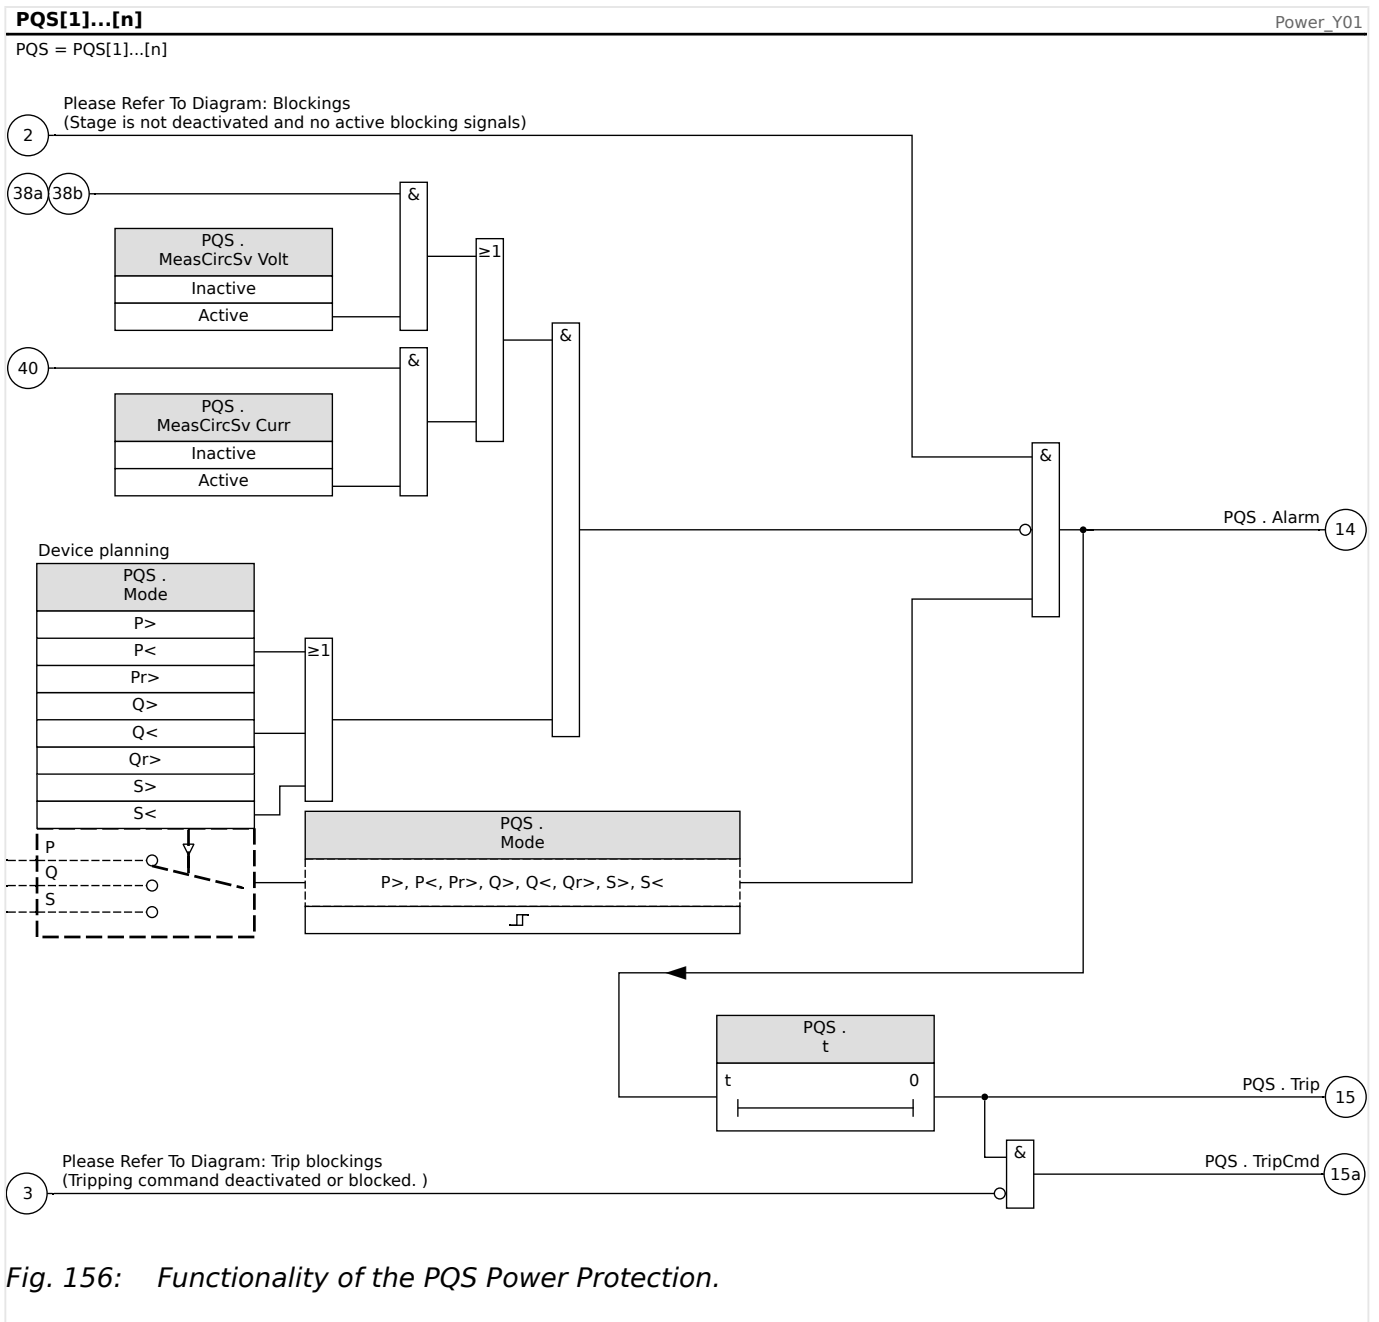 PQS[1]...[n]
Power_Y01
PQS = PQS[1]...[n]
Please Refer To Diagram: Blockings
(Stage is not deactivated and no active blocking signals)
2
38a 38b
&
PQS .
MeasCircSv Volt
≥1
Inactive
Active
&
40
&
PQS .
MeasCircSv Curr
Inactive
Active
&
PQS . Alarm
14
Device planning
PQS .
Mode
P>
P<
≥1
Pr>
Q>
Q<
Qr>
S>
S<
PQS .
Mode
P
Q
S
P>, P<, Pr>, Q>, Q<, Qr>, S>, S<
PQS .
t
t 0
PQS . Trip
15
&
Please Refer To Diagram: Trip blockings
(Tripping command deactivated or blocked. )
3
PQS . TripCmd
15a
Fig. 156: Functionality of the PQS Power Protection.